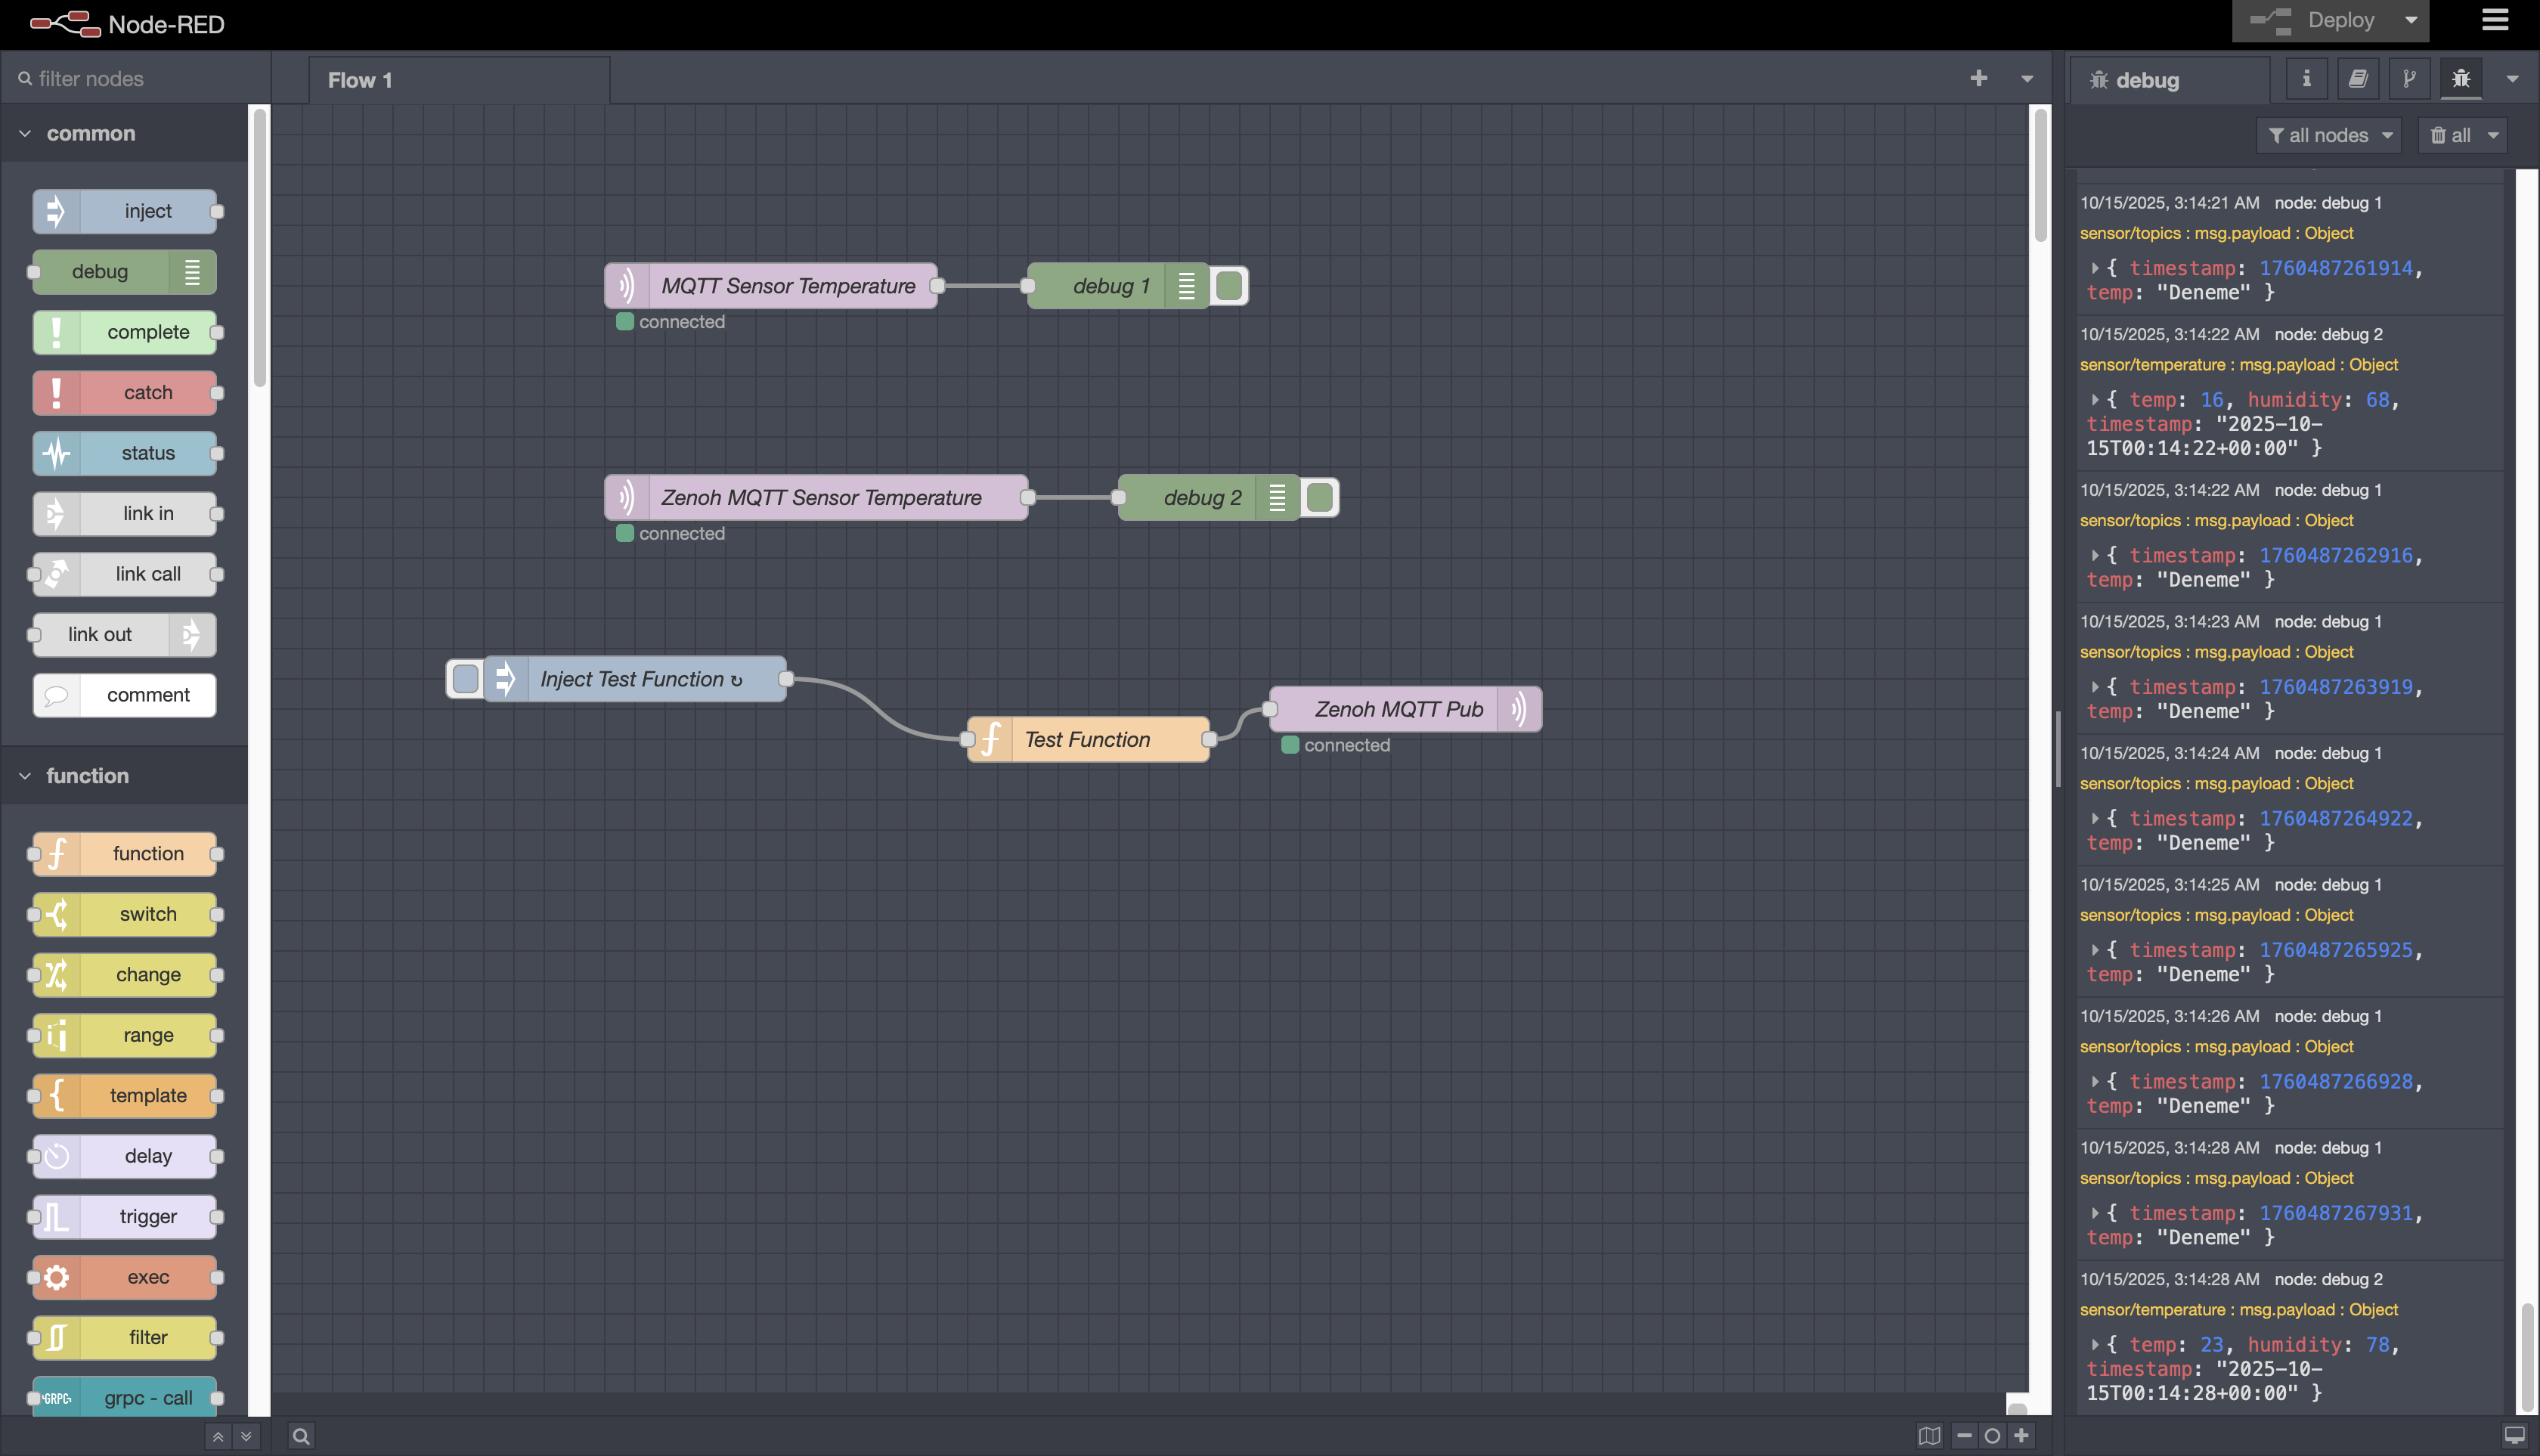 Node-RED
Deploy
filter nodes
Flow 1
debug
all nodes
all
common
inject
debug
complete
catch
status
link in
link call
link out
comment
function
function
switch
change
range
template
delay
trigger
exec
filter
GRPC
grpc - call
MQTT Sensor Temperature
connected
debug 1
Zenoh MQTT Sensor Temperature
connected
debug 2
Inject Test Function ↻
Test Function
Zenoh MQTT Pub
connected
10/15/2025, 3:14:21 AM node: debug 1
sensor/topics : msg.payload : Object
{ timestamp: 1760487261914,
temp: "Deneme" }
10/15/2025, 3:14:22 AM node: debug 2
sensor/temperature : msg.payload : Object
{ temp: 16, humidity: 68,
timestamp: "2025-10-
15T00:14:22+00:00" }
10/15/2025, 3:14:22 AM node: debug 1
sensor/topics : msg.payload : Object
{ timestamp: 1760487262916,
temp: "Deneme" }
10/15/2025, 3:14:23 AM node: debug 1
sensor/topics : msg.payload : Object
{ timestamp: 1760487263919,
temp: "Deneme" }
10/15/2025, 3:14:24 AM node: debug 1
sensor/topics : msg.payload : Object
{ timestamp: 1760487264922,
temp: "Deneme" }
10/15/2025, 3:14:25 AM node: debug 1
sensor/topics : msg.payload : Object
{ timestamp: 1760487265925,
temp: "Deneme" }
10/15/2025, 3:14:26 AM node: debug 1
sensor/topics : msg.payload : Object
{ timestamp: 1760487266928,
temp: "Deneme" }
10/15/2025, 3:14:28 AM node: debug 1
sensor/topics : msg.payload : Object
{ timestamp: 1760487267931,
temp: "Deneme" }
10/15/2025, 3:14:28 AM node: debug 2
sensor/temperature : msg.payload : Object
{ temp: 23, humidity: 78,
timestamp: "2025-10-
15T00:14:28+00:00" }